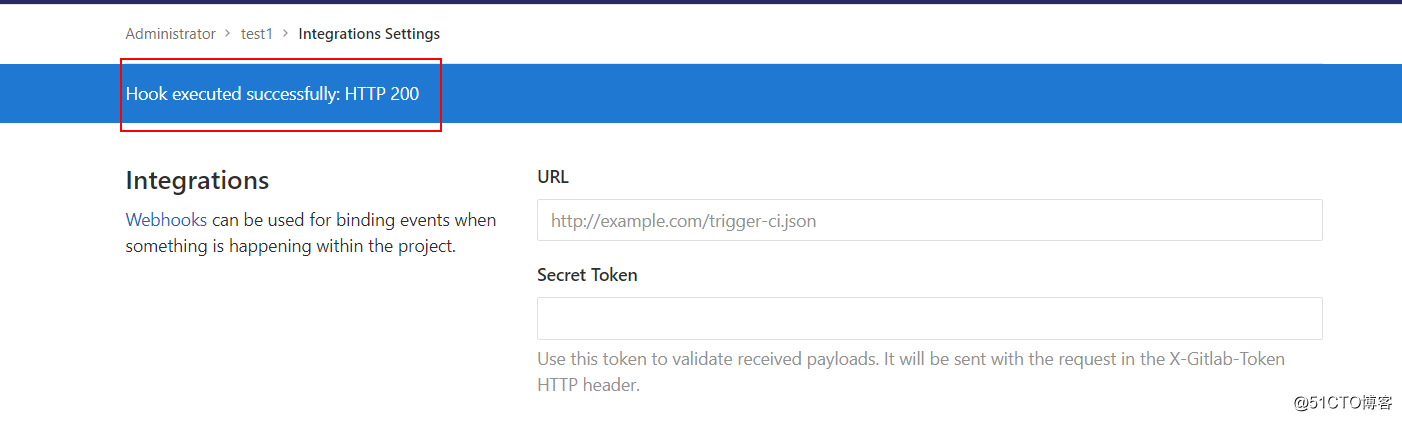 Administrator > test1 > Integrations Settings
Hook executed successfully: HTTP 200
Integrations
Webhooks can be used for binding events when
something is happening within the project.
URL
http://example.com/trigger-ci.json
Secret Token
Use this token to validate received payloads. It will be sent with the request in the X-Gitlab-Token
HTTP header.
@51CTO博客